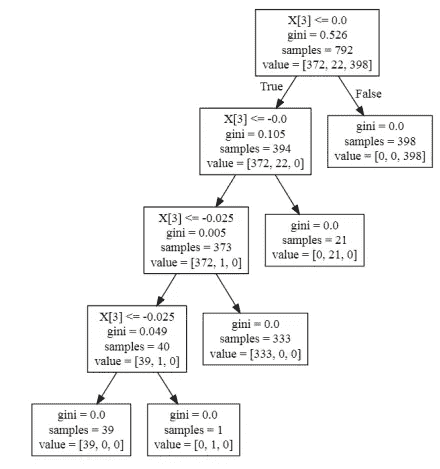 X[3] <= 0.0
gini = 0.526
samples = 792
value = [372, 22, 398]
True
False
X[3] <= -0.0
gini = 0.105
samples = 394
value = [372, 22, 0]
gini = 0.0
samples = 398
value = [0, 0, 398]
X[3] <= -0.025
gini = 0.005
samples = 373
value = [372, 1, 0]
gini = 0.0
samples = 21
value = [0, 21, 0]
X[3] <= -0.025
gini = 0.049
samples = 40
value = [39, 1, 0]
gini = 0.0
samples = 333
value = [333, 0, 0]
gini = 0.0
samples = 39
value = [39, 0, 0]
gini = 0.0
samples = 1
value = [0, 1, 0]